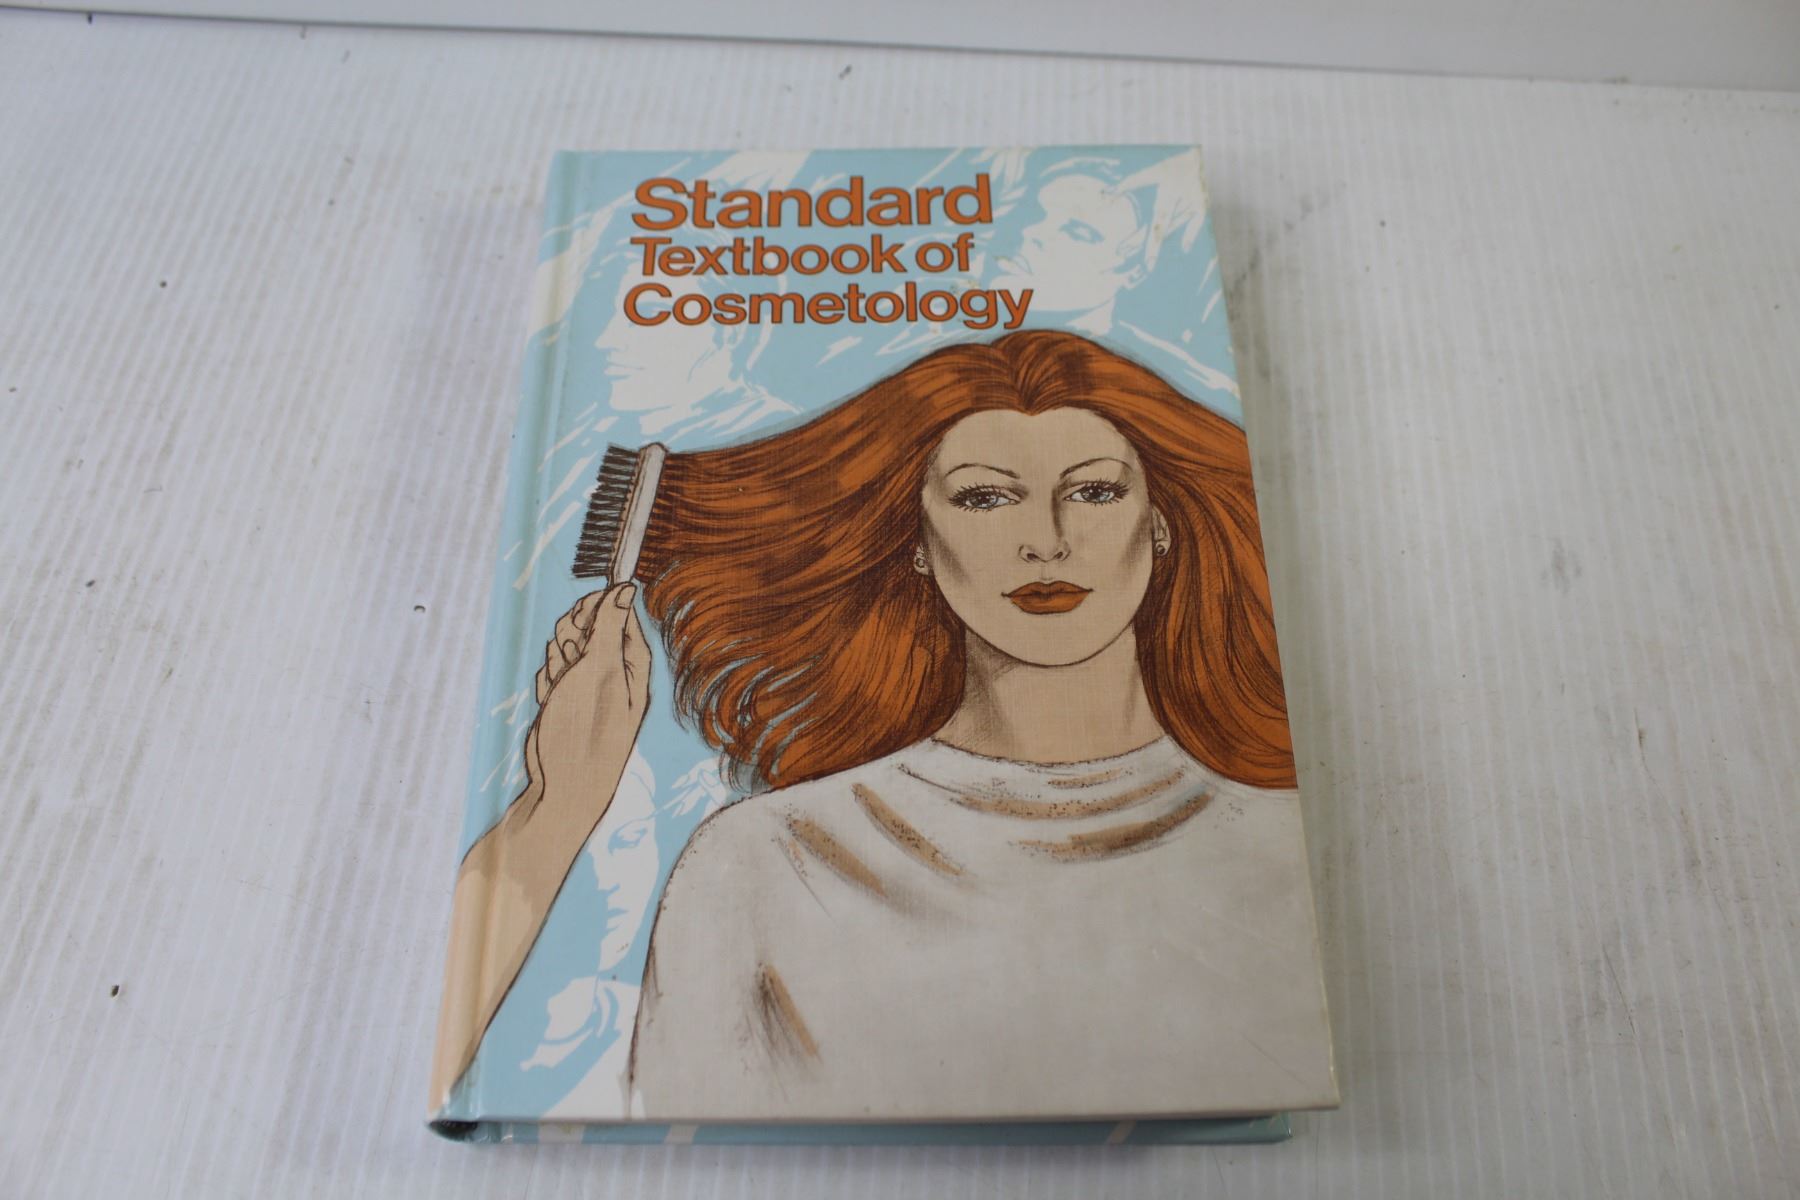 Standard
Textbook of
Cosmetology